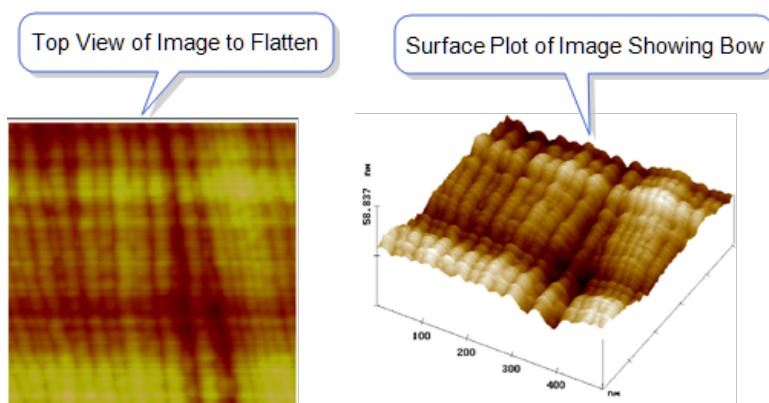 Top View of Image to Flatten
Surface Plot of Image Showing Bow
58.837 nm
100
200
300
400
nm